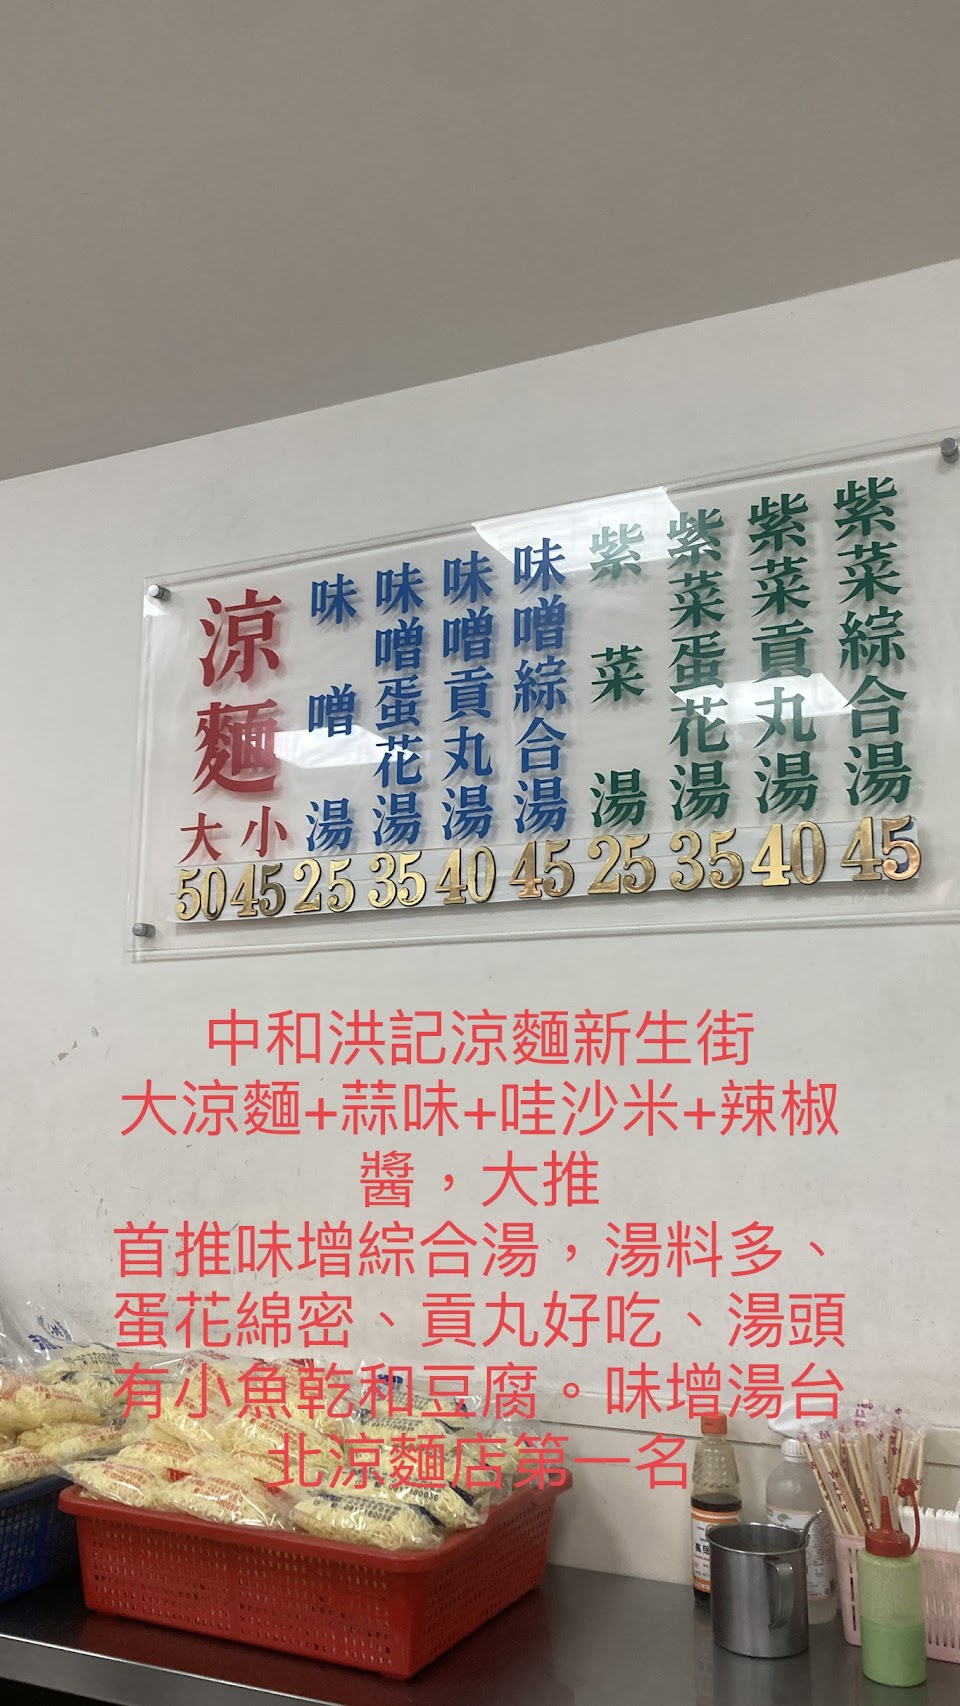 涼麵
大 小
50 45
味噌湯
25
味噌蛋花湯
35
味噌貢丸湯
40
味噌綜合湯
45
紫菜湯
25
紫菜蛋花湯
35
紫菜貢丸湯
40
紫菜綜合湯
45
中和洪記涼麵新生街
大涼麵+蒜味+哇沙米+辣椒
醬，大推
首推味增綜合湯，湯料多、
蛋花綿密、貢丸好吃、湯頭
有小魚乾和豆腐。味增湯台
北涼麵店第一名